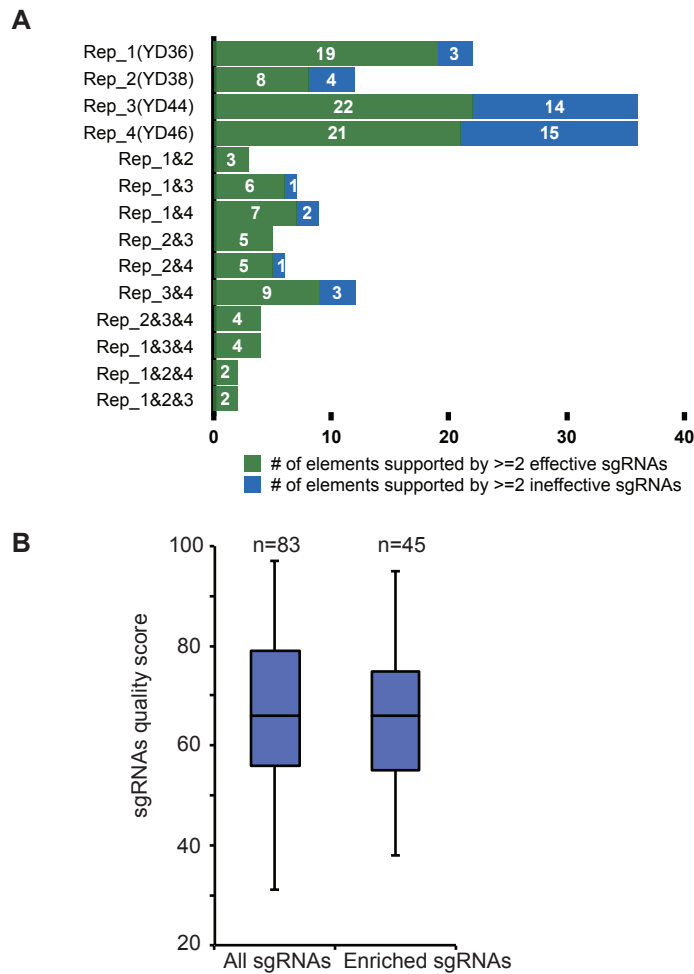 A
Rep_1(YD36) 19 3
Rep_2(YD38) 8 4
Rep_3(YD44) 22 14
Rep_4(YD46) 21 15
Rep_1&2 3
Rep_1&3 6 1
Rep_1&4 7 2
Rep_2&3 5
Rep_2&4 5 1
Rep_3&4 9 3
Rep_2&3&4 4
Rep_1&3&4 4
Rep_1&2&4 2
Rep_1&2&3 2
0 10 20 30 40
# of elements supported by >=2 effective sgRNAs
# of elements supported by >=2 ineffective sgRNAs
B
sgRNAs quality score
100
80
60
40
20
n=83 n=45
All sgRNAs Enriched sgRNAs